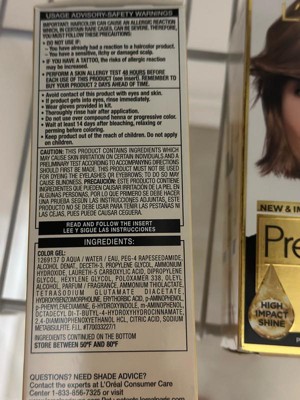 USAGE ADVISORY-SAFETY WARNINGS
IMPORTANT: HAIRCOLOR CAN CAUSE AN ALLERGIC REACTION
WHICH, IN CERTAIN RARE CASES, CAN BE SEVERE. THEREFORE,
YOU MUST FOLLOW THESE PRECAUTIONS:
• DO NOT USE IF:
– You have already had a reaction to a haircolor product.
– You have a sensitive, itchy or damaged scalp.
• IF YOU HAVE A TATTOO, the risks of allergic reaction
may be increased.
• PERFORM A SKIN ALLERGY TEST 48 HOURS BEFORE
EACH USE OF THIS PRODUCT (see insert). REMEMBER TO
BUY YOUR PRODUCT 2 DAYS AHEAD OF TIME.
• Avoid contact of this product with eyes and skin.
• If product gets into eyes, rinse immediately.
• Wear gloves provided in kit.
• Thoroughly rinse hair after application.
• Do not use over compound henna or progressive color.
• Wait at least 14 days after bleaching, relaxing or
perming before coloring.
• Keep product out of the reach of children. Do not apply
on children.
CAUTION: THIS PRODUCT CONTAINS INGREDIENTS WHICH
MAY CAUSE SKIN IRRITATION ON CERTAIN INDIVIDUALS AND A
PRELIMINARY TEST ACCORDING TO ACCOMPANYING DIRECTIONS
SHOULD FIRST BE MADE. THIS PRODUCT MUST NOT BE USED
FOR DYEING THE EYELASHES OR EYEBROWS; TO DO SO MAY
CAUSE BLINDNESS. PRECAUCIÓN: ESTE PRODUCTO CONTIENE
INGREDIENTES QUE PUEDEN CAUSAR IRRITACIÓN DE LA PIEL EN
ALGUNAS PERSONAS, POR LO QUE PRIMERO SE DEBE HACER
UNA PRUEBA SEGÚN LAS INSTRUCCIONES ADJUNTAS, ESTE
PRODUCTO NO SE DEBE USAR PARA TEÑIR LAS PESTAÑAS NI
LAS CEJAS, PUES PUEDE CAUSAR CEGUERA.
READ AND FOLLOW THE INSERT
LEE Y SIGUE LAS INSTRUCCIONES
INGREDIENTS:
COLOR GEL:
1269137 D AQUA / WATER / EAU, PEG-4 RAPESEEDAMIDE,
ALCOHOL DENAT., DECETH-3, PROPYLENE GLYCOL, AMMONIUM
HYDROXIDE, LAURETH-5 CARBOXYLIC ACID, DIPROPYLENE
GLYCOL, HEXYLENE GLYCOL, POLOXAMER 338, OLEYL
ALCOHOL, PARFUM / FRAGRANCE, AMMONIUM THIOLACTATE,
TETRASODIUM GLUTAMATE DIACETATE,
HYDROXYBENZOMORPHOLINE, ERYTHORBIC ACID, p-AMINOPHENOL,
p-PHENYLENEDIAMINE, 6-HYDROXYINDOLE, m-AMINOPHENOL,
DCTADECYL DI-T-BUTYL-4-HYDROXYHYDROCINNAMATE,
2,4-DIAMINOPHENOXYETHANOL HCL, CITRIC ACID, SODIUM
METABISULFITE. F.I.L. #T70033227/1
INGREDIENTS CONTINUED ON THE BOTTOM
STORE BETWEEN 50ºF AND 80ºF
QUESTIONS? NEED SHADE ADVICE?
Contact the experts at L'Oréal Consumer Care
Center 1-833-656-7325 or visit
NEW & I
Pre
HIGH
IMPACT
SHINE